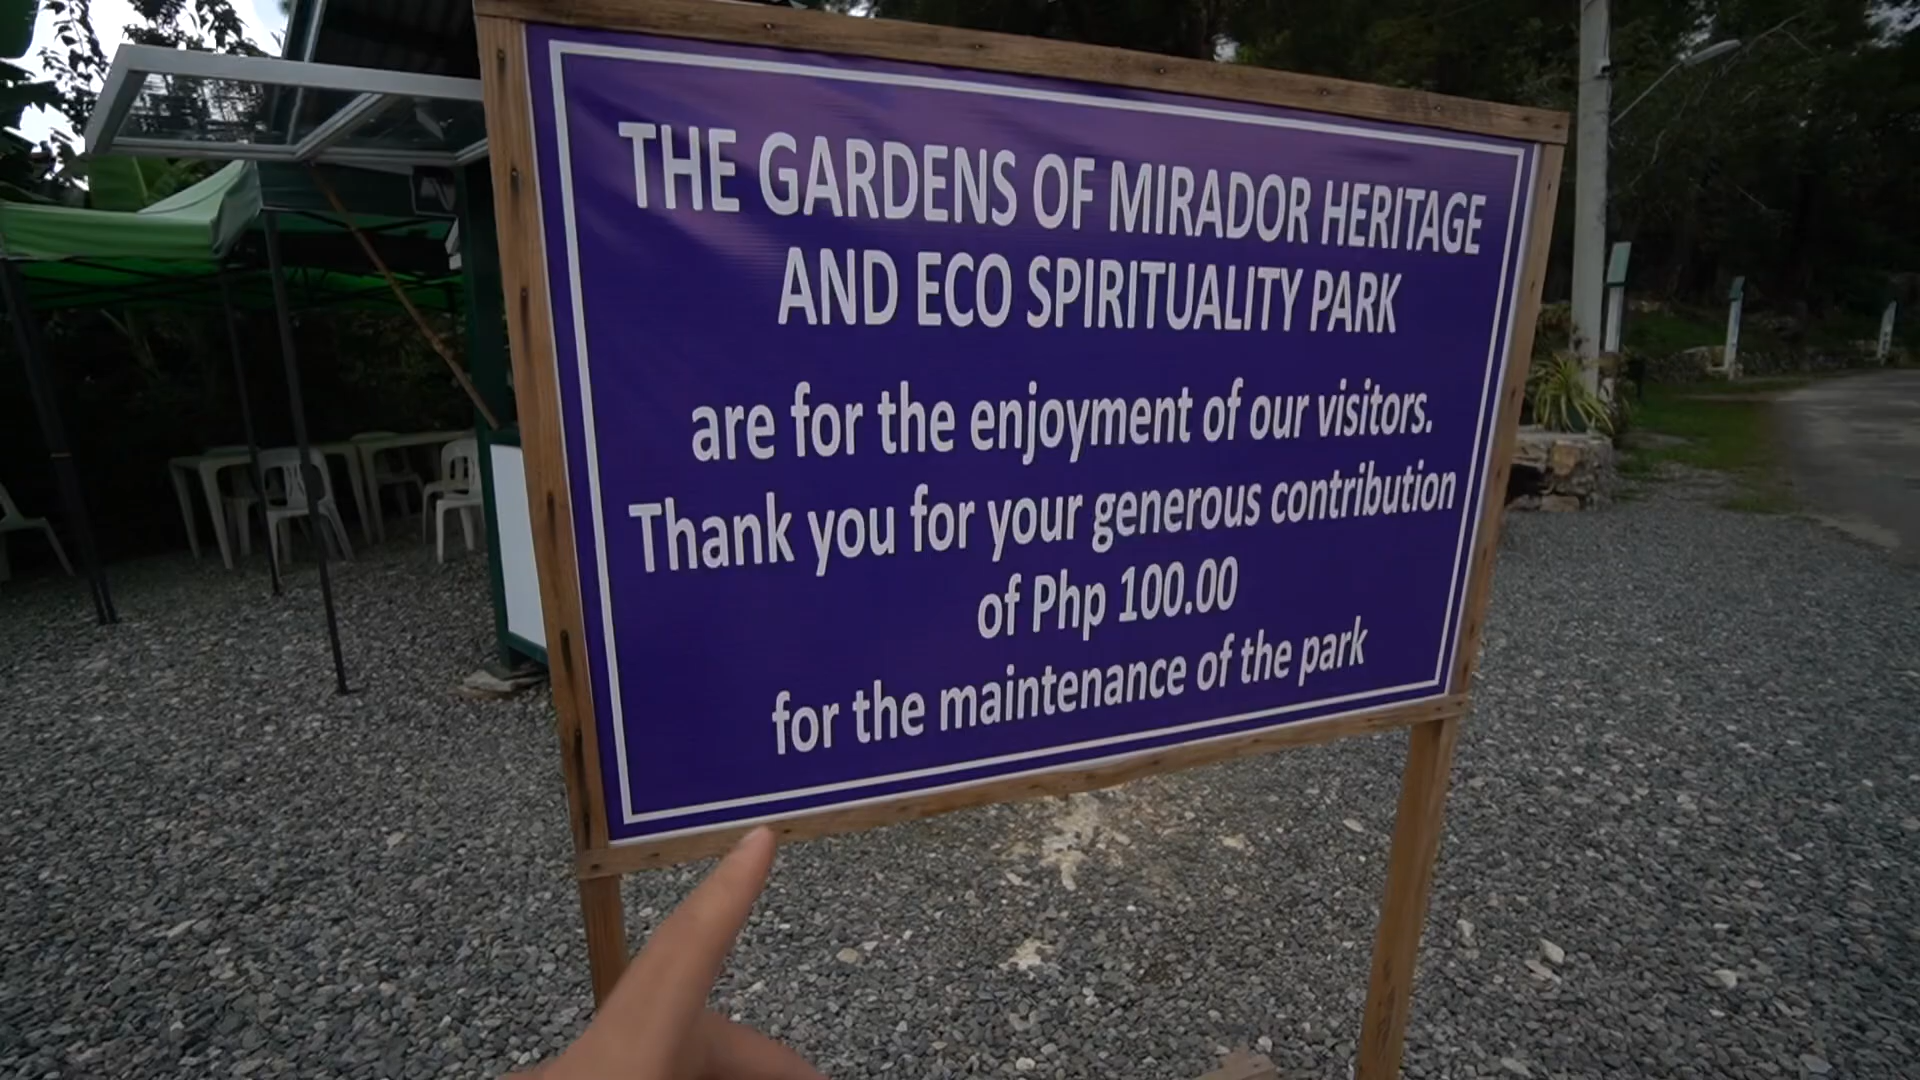 THE GARDENS OF MIRADOR HERITAGE
AND ECO SPIRITUALITY PARK
are for the enjoyment of our visitors.
Thank you for your generous contribution
of Php 100.00
for the maintenance of the park